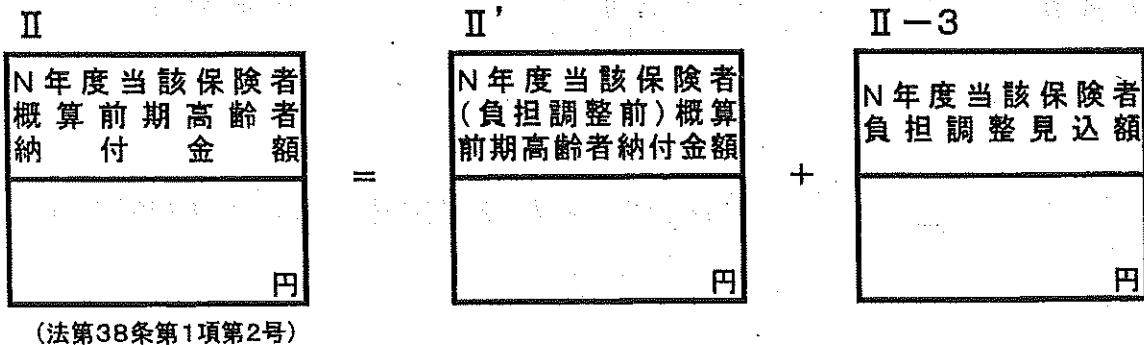 Ⅱ
N年度当該保険者
概算前期高齢者
納付金額
円
(法第38条第1項第2号)
=
Ⅱ'
N年度当該保険者
(負担調整前)概算
前期高齢者納付金額
円
+
Ⅱ-3
N年度当該保険者
負担調整見込額
円